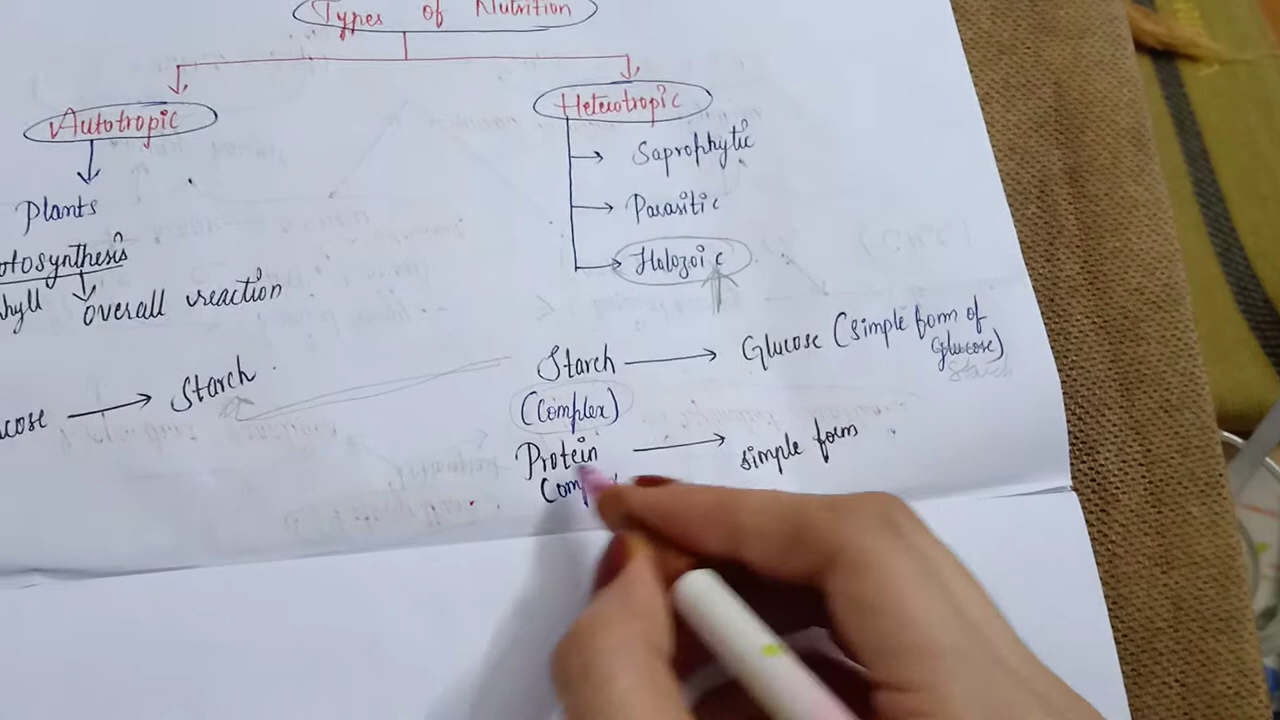 Types of Nutrition
Autotropic
Heterotropic
Plants
otosynthesis
hyll
overall reaction
cose → Starch
Saprophytic
Parasitic
Holozoic
Starch → Glucose (simple form of
Glucose)
Starch
(Complex)
Protein → simple form